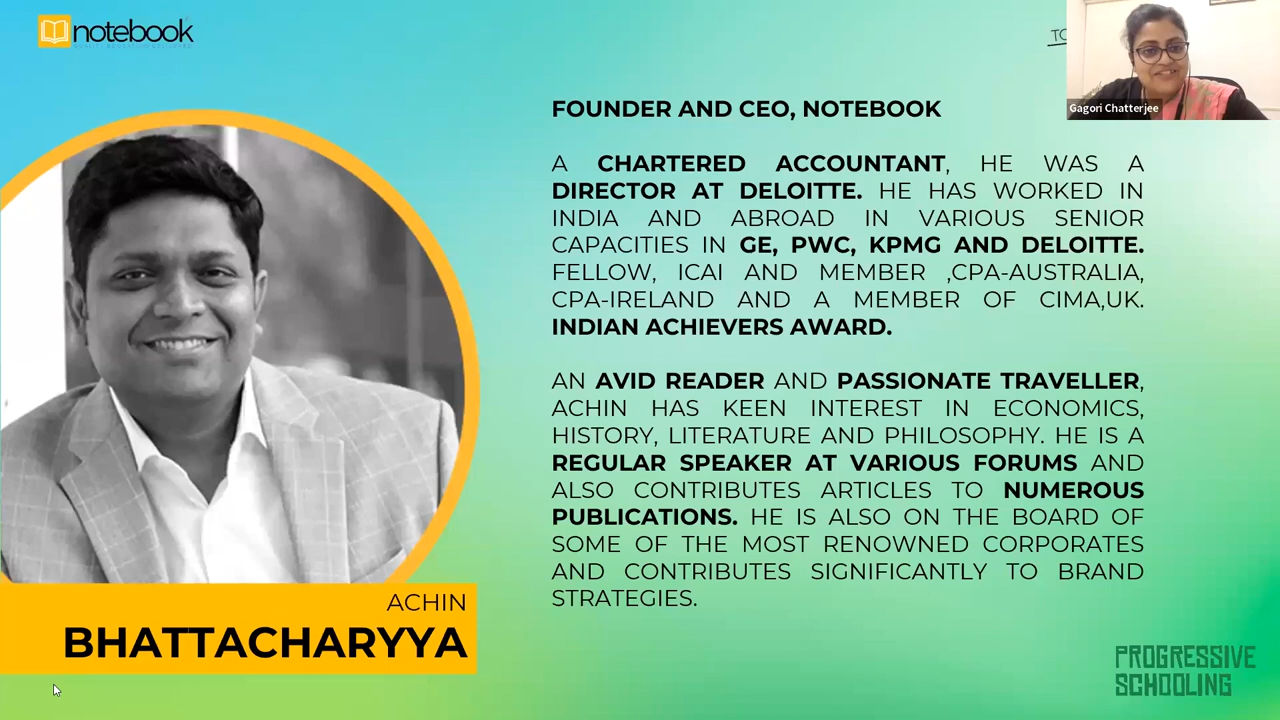 notebook
TO
Gagori Chatterjee
FOUNDER AND CEO, NOTEBOOK
A CHARTERED ACCOUNTANT, HE WAS A
DIRECTOR AT DELOITTE. HE HAS WORKED IN
INDIA AND ABROAD IN VARIOUS SENIOR
CAPACITIES IN GE, PWC, KPMG AND DELOITTE.
FELLOW, ICAI AND MEMBER ,CPA-AUSTRALIA,
CPA-IRELAND AND A MEMBER OF CIMA,UK.
INDIAN ACHIEVERS AWARD.
AN AVID READER AND PASSIONATE TRAVELLER,
ACHIN HAS KEEN INTEREST IN ECONOMICS,
HISTORY, LITERATURE AND PHILOSOPHY. HE IS A
REGULAR SPEAKER AT VARIOUS FORUMS AND
ALSO CONTRIBUTES ARTICLES TO NUMEROUS
PUBLICATIONS. HE IS ALSO ON THE BOARD OF
SOME OF THE MOST RENOWNED CORPORATES
AND CONTRIBUTES SIGNIFICANTLY TO BRAND
STRATEGIES.
ACHIN
BHATTACHARYYA
PROGRESSIVE
SCHOOLING